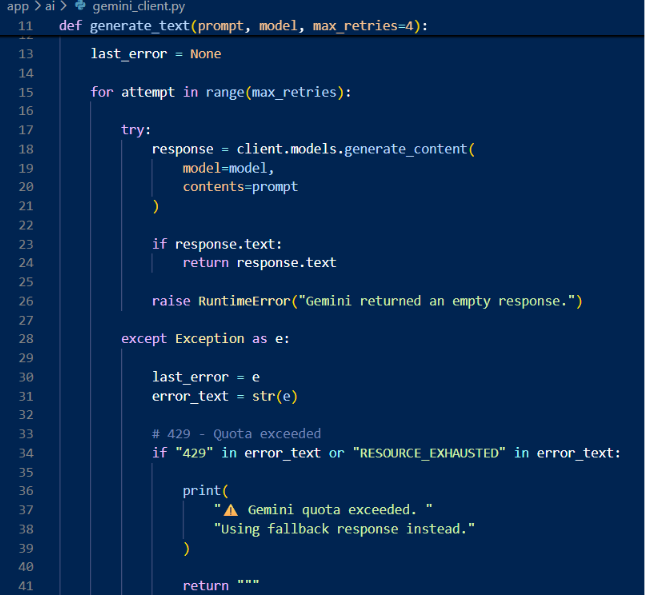 app > ai > gemini_client.py
11 def generate_text(prompt, model, max_retries=4):
13     last_error = None
14
15     for attempt in range(max_retries):
16
17         try:
18             response = client.models.generate_content(
19                 model=model,
20                 contents=prompt
21             )
22
23             if response.text:
24                 return response.text
25
26             raise RuntimeError("Gemini returned an empty response.")
27
28         except Exception as e:
29
30             last_error = e
31             error_text = str(e)
32
33             # 429 - Quota exceeded
34             if "429" in error_text or "RESOURCE_EXHAUSTED" in error_text:
35
36                 print(
37                     "⚠️ Gemini quota exceeded. "
38                     "Using fallback response instead."
39                 )
40
41                 return """